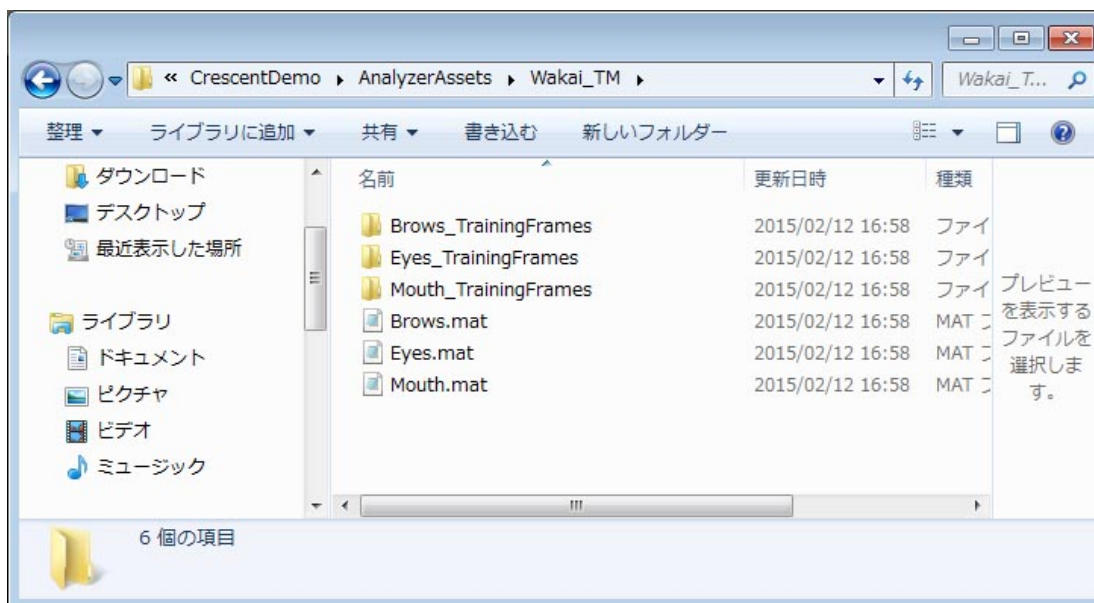 « CrescentDemo ▸ AnalyzerAssets ▸ Wakai_TM ▸
Wakai_T...
整理 ライブラリに追加 共有 書き込む 新しいフォルダー
ダウンロード
デスクトップ
最近表示した場所
ライブラリ
ドキュメント
ピクチャ
ビデオ
ミュージック
名前 更新日時 種類
Brows_TrainingFrames 2015/02/12 16:58 ファイ
Eyes_TrainingFrames 2015/02/12 16:58 ファイ
Mouth_TrainingFrames 2015/02/12 16:58 ファイ
Brows.mat 2015/02/12 16:58 MAT フ
Eyes.mat 2015/02/12 16:58 MAT フ
Mouth.mat 2015/02/12 16:58 MAT フ
プレビュー
を表示する
ファイルを
選択しま
す。
6 個の項目